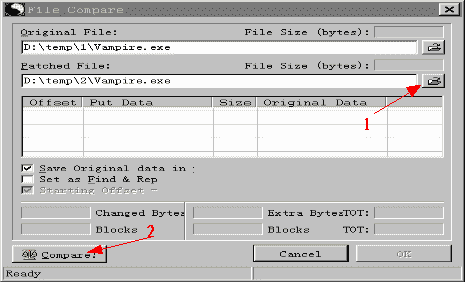 File Compare
Original File: File Size (bytes):
D:\temp\1\Vampire.exe
Patched File: File Size (bytes):
D:\temp\2\Vampire.exe
1
Offset Put Data Size Original Data
Save Original data in :
Set as Find & Rep
Starting Offset -
Changed Bytes Extra Bytes TOT:
Blocks Blocks TOT:
2
Compare! Cancel OK
Ready